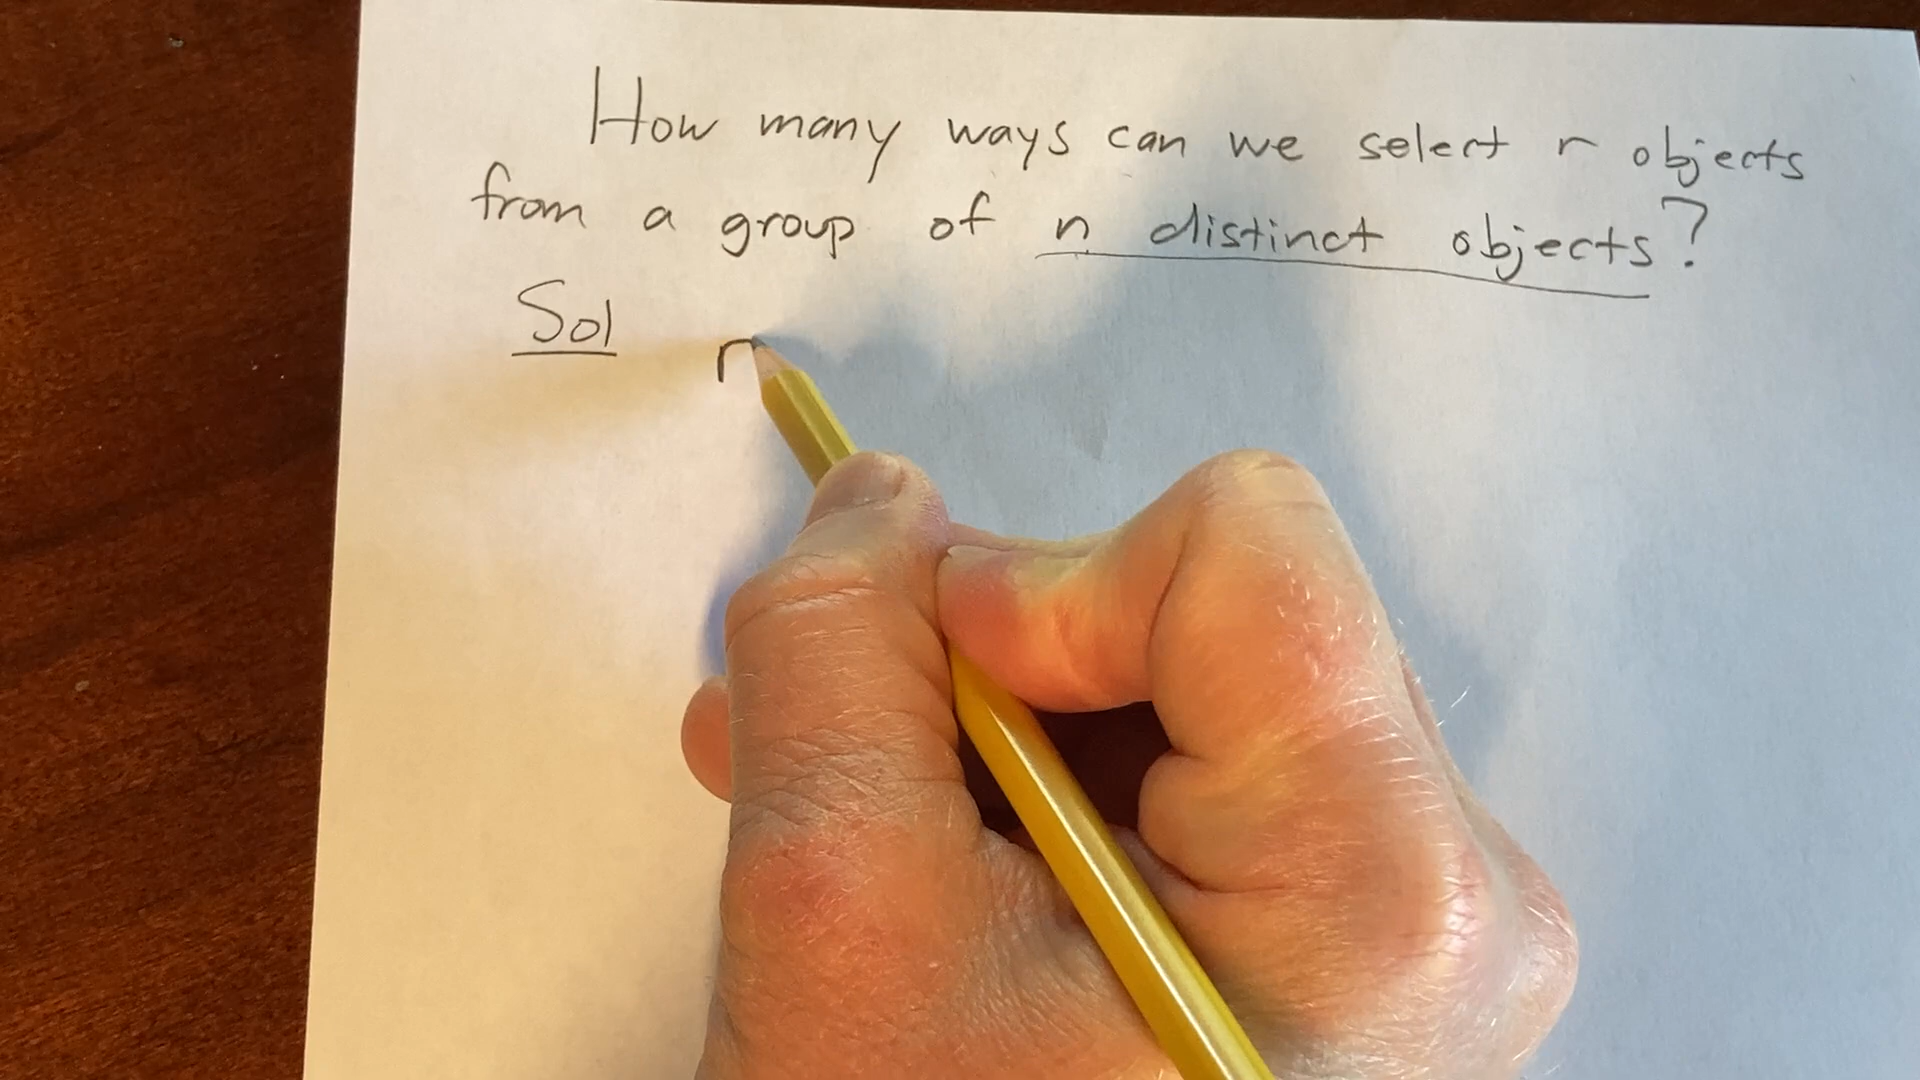 How many ways can we select r objects
from a group of n distinct objects?
Sol